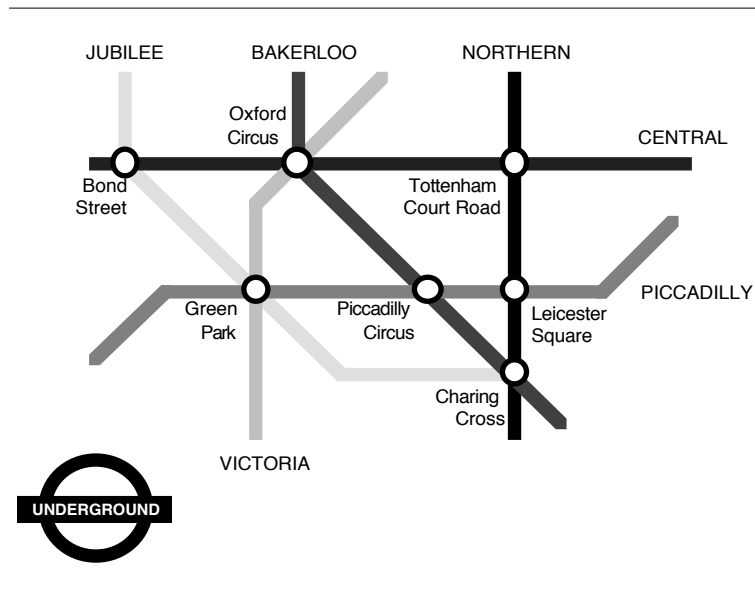 JUBILEE
BAKERLOO
NORTHERN
Oxford
Circus
CENTRAL
Bond
Street
Tottenham
Court Road
Green
Park
Piccadilly
Circus
Leicester
Square
PICCADILLY
Charing
Cross
VICTORIA
UNDERGROUND